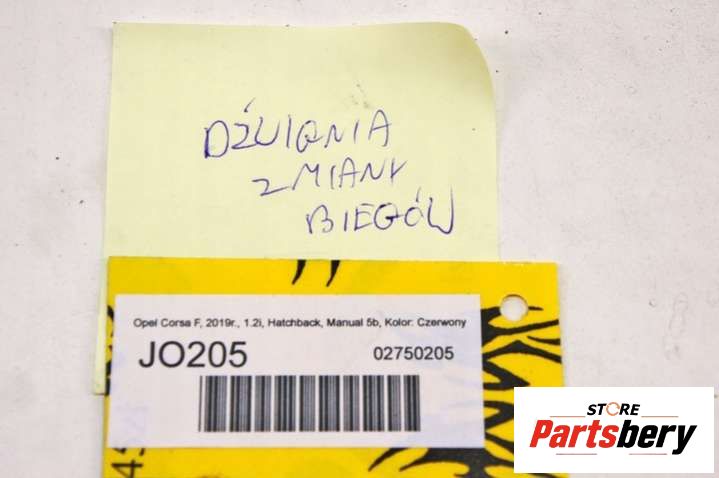 DŹWIGNIA
ZMIANY
BIEGÓW
Opel Corsa F, 2019r., 1.2i, Hatchback, Manual 5b, Kolor: Czerwony
JO205
02750205
STORE
Partsbery